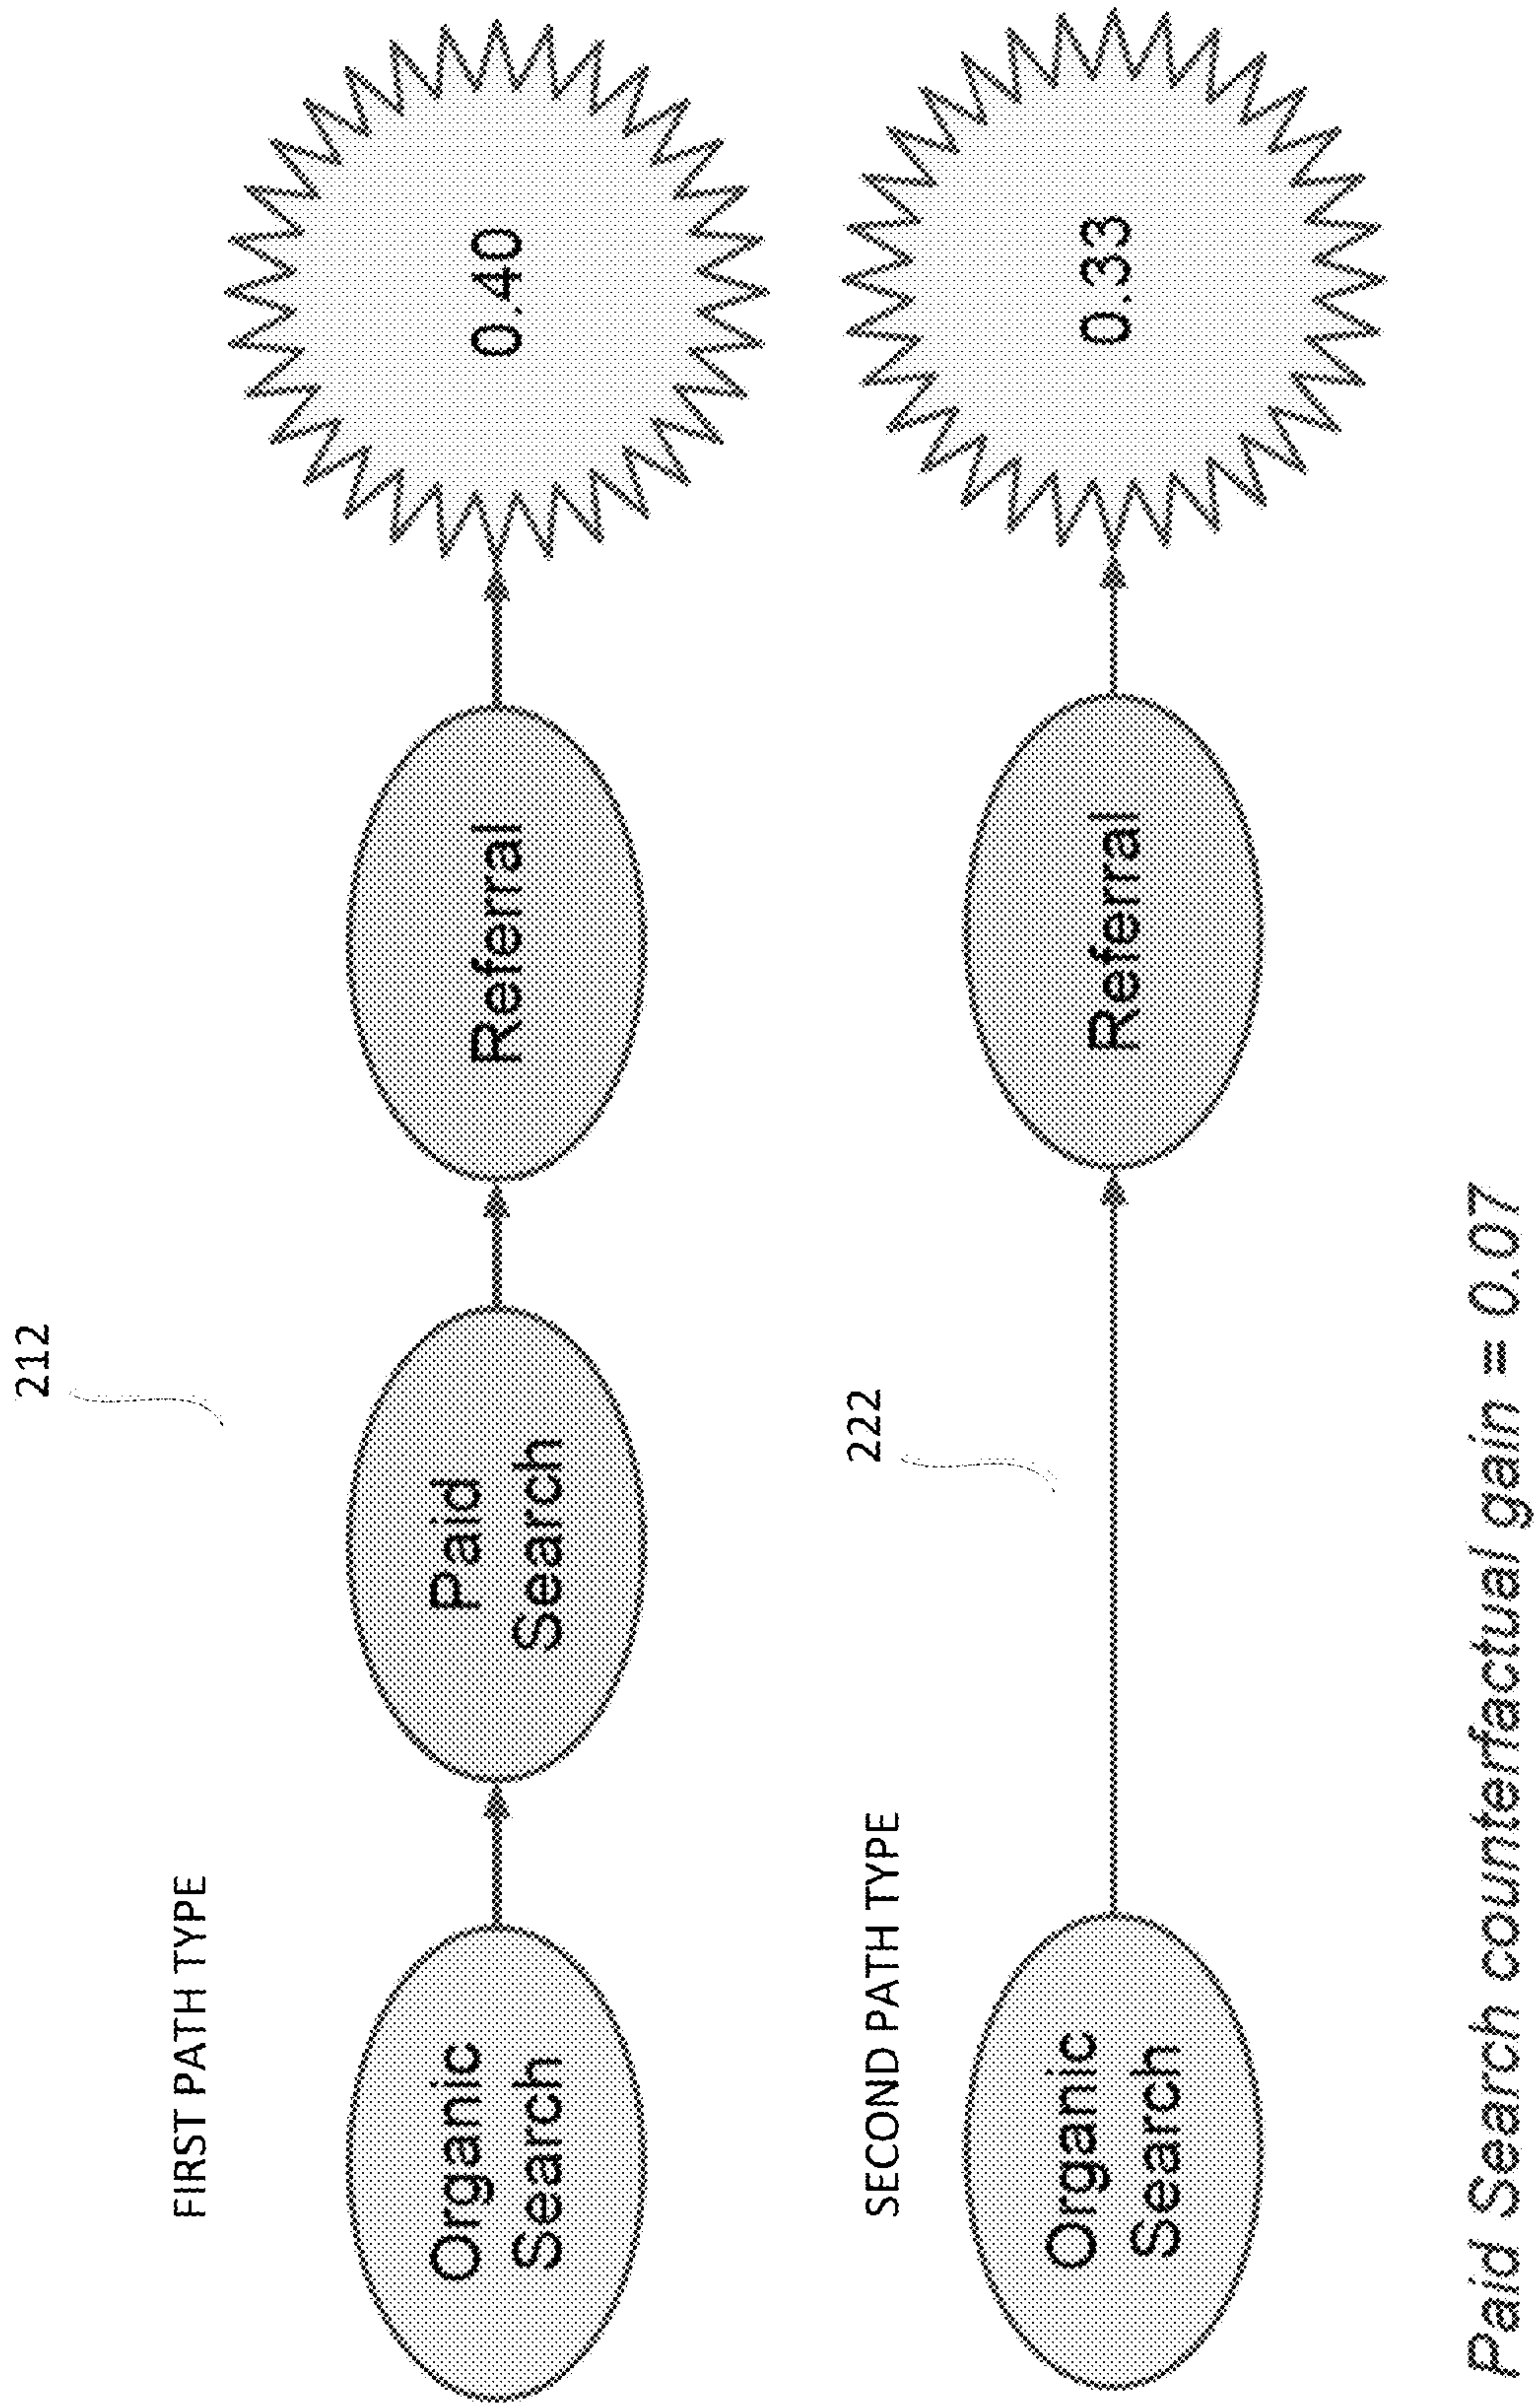 212
FIRST PATH TYPE
Organic
Search
Paid
Search
Referral
0.40
222
SECOND PATH TYPE
Organic
Search
Referral
0.33
Paid Search counterfactual gain = 0.07